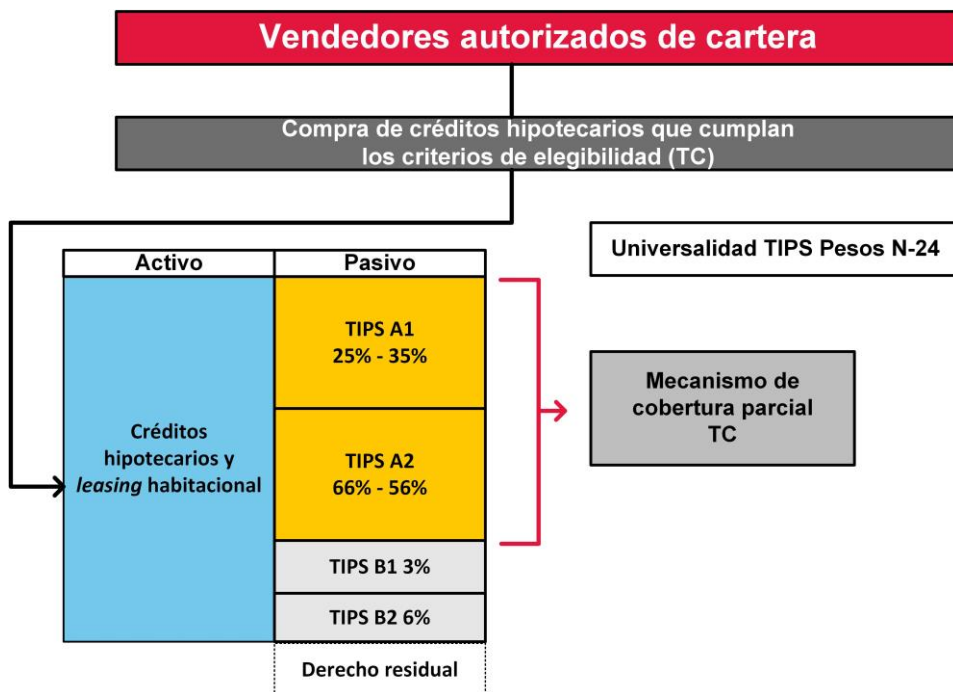 Vendedores autorizados de cartera
Compra de créditos hipotecarios que cumplan
los criterios de elegibilidad (TC)
Universalidad TIPS Pesos N-24
Activo
Pasivo
TIPS A1
25% - 35%
Mecanismo de
cobertura parcial
TC
Créditos
hipotecarios y
leasing habitacional
TIPS A2
66% - 56%
TIPS B1 3%
TIPS B2 6%
Derecho residual